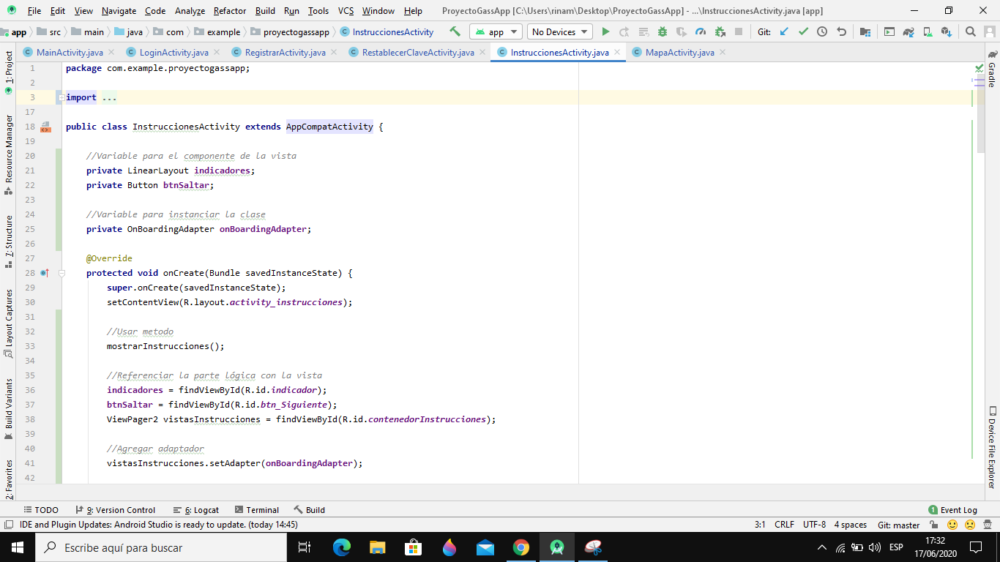 File Edit View Navigate Code Analyze Refactor Build Run Tools VCS Window Help ProyectoGassApp [C:\Users\rinam\Desktop\ProyectoGassApp] - ...\InstruccionesActivity.java [app]
app src main java com example proyectogassapp InstruccionesActivity app No Devices Git:
MainActivity.java LoginActivity.java RegistrarActivity.java RestablecerClaveActivity.java InstruccionesActivity.java MapaActivity.java
1: Project
Resource Manager
7: Structure
Layout Captures
Build Variants
2: Favorites
1 package com.example.proyectogassapp;
2
3 import ...
17
18 public class InstruccionesActivity extends AppCompatActivity {
19
20 //Variable para el componente de la vista
21 private LinearLayout indicadores;
22 private Button btnSaltar;
23
24 //Variable para instanciar la clase
25 private OnBoardingAdapter onBoardingAdapter;
26
27 @Override
28 protected void onCreate(Bundle savedInstanceState) {
29 super.onCreate(savedInstanceState);
30 setContentView(R.layout.activity_instrucciones);
31
32 //Usar metodo
33 mostrarInstrucciones();
34
35 //Referenciar la parte lógica con la vista
36 indicadores = findViewById(R.id.indicador);
37 btnSaltar = findViewById(R.id.btn_Siguiente);
38 ViewPager2 vistasInstrucciones = findViewById(R.id.contenedorInstrucciones);
39
40 //Agregar adaptador
41 vistasInstrucciones.setAdapter(onBoardingAdapter);
42
Gradle
Device File Explorer
TODO 9: Version Control 6: Logcat Terminal Build 1 Event Log
IDE and Plugin Updates: Android Studio is ready to update. (today 14:45) 3:1 CRLF UTF-8 4 spaces Git: master
Escribe aquí para buscar ESP 17:32
17/06/2020